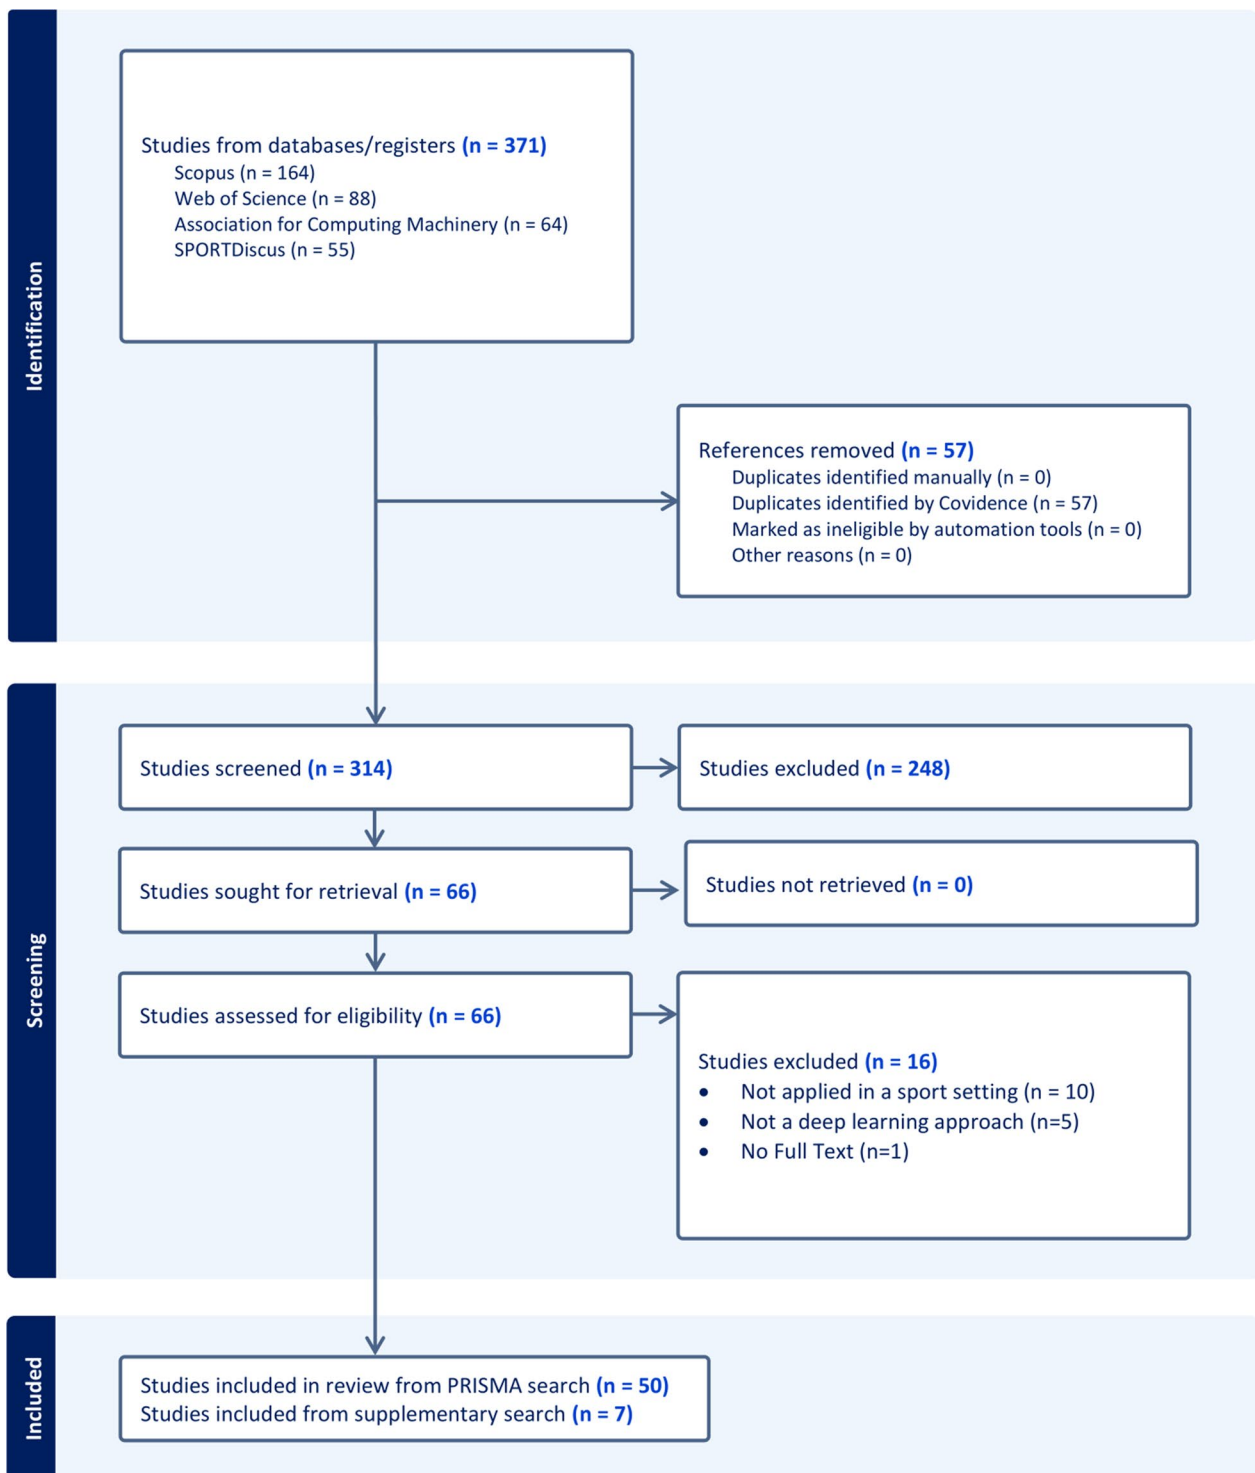 Identification
Studies from databases/registers (n = 371)
Scopus (n = 164)
Web of Science (n = 88)
Association for Computing Machinery (n = 64)
SPORTDiscus (n = 55)
References removed (n = 57)
Duplicates identified manually (n = 0)
Duplicates identified by Covidence (n = 57)
Marked as ineligible by automation tools (n = 0)
Other reasons (n = 0)
Screening
Studies screened (n = 314)
Studies excluded (n = 248)
Studies sought for retrieval (n = 66)
Studies not retrieved (n = 0)
Studies assessed for eligibility (n = 66)
Studies excluded (n = 16)
• Not applied in a sport setting (n = 10)
• Not a deep learning approach (n=5)
• No Full Text (n=1)
Included
Studies included in review from PRISMA search (n = 50)
Studies included from supplementary search (n = 7)